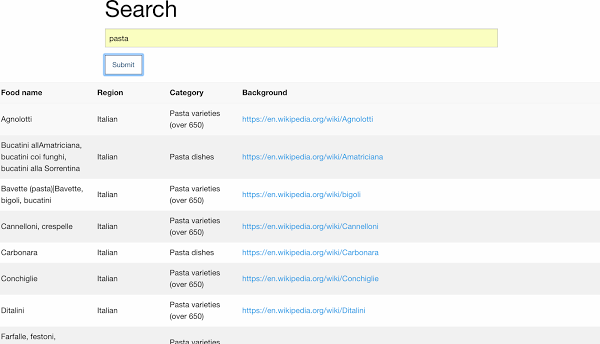 Search
pasta
Submit
Food name Region Category Background
Agnolotti Italian Pasta varieties (over 650) https://en.wikipedia.org/wiki/Agnolotti
Bucatini allAmatriciana, bucatini coi funghi, bucatini alla Sorrentina Italian Pasta dishes https://en.wikipedia.org/wiki/Amatriciana
Bavette (pasta)|Bavette, bigoli, bucatini Italian Pasta varieties (over 650) https://en.wikipedia.org/wiki/bigoli
Cannelloni, crespelle Italian Pasta varieties (over 650) https://en.wikipedia.org/wiki/Cannelloni
Carbonara Italian Pasta dishes https://en.wikipedia.org/wiki/Carbonara
Conchiglie Italian Pasta varieties (over 650) https://en.wikipedia.org/wiki/Conchiglie
Ditalini Italian Pasta varieties (over 650) https://en.wikipedia.org/wiki/Ditalini
Farfalle, festoni, Pasta varieties